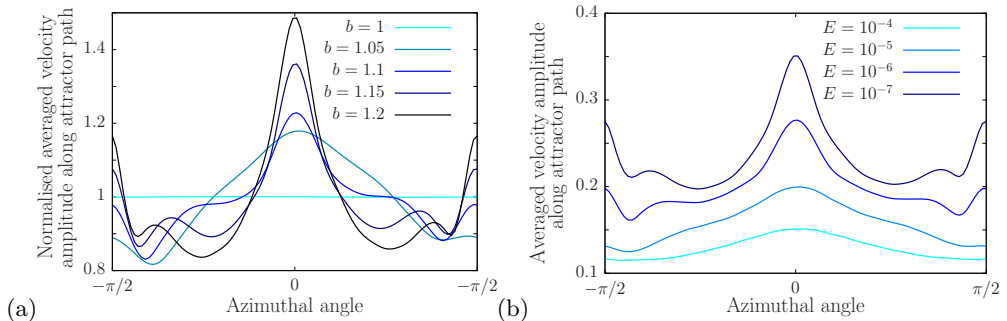 (a)
Normalised averaged velocity
amplitude along attractor path
1.4
1.2
1
0.8
b = 1
b = 1.05
b = 1.1
b = 1.15
b = 1.2
−π/2
0
−π/2
Azimuthal angle
(b)
Averaged velocity amplitude
along attractor path
0.4
0.3
0.2
0.1
E = 10⁻⁴
E = 10⁻⁵
E = 10⁻⁶
E = 10⁻⁷
−π/2
0
π/2
Azimuthal angle